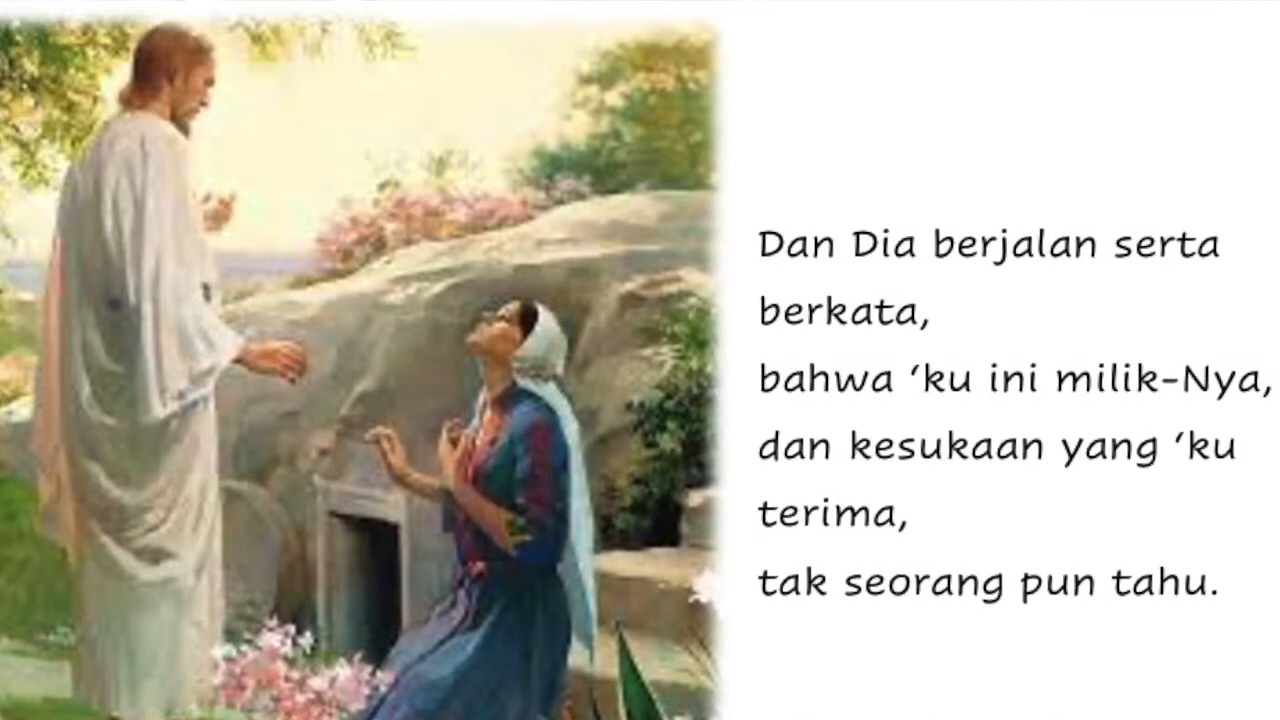 Dan Dia berjalan serta
berkata,
bahwa ‘ku ini milik-Nya,
dan kesukaan yang ‘ku
terima,
tak seorang pun tahu.